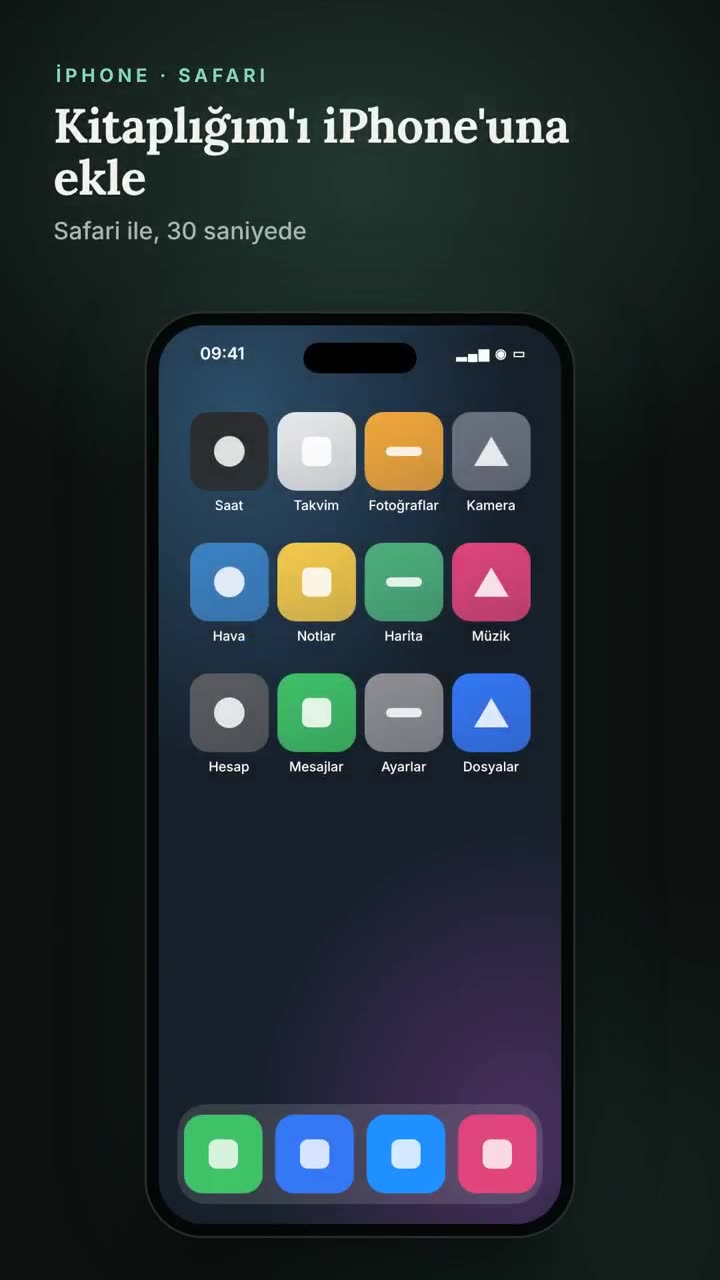 İPHONE · SAFARI
Kitaplığım'ı iPhone'una
ekle
Safari ile, 30 saniyede
09:41
Saat Takvim Fotoğraflar Kamera
Hava Notlar Harita Müzik
Hesap Mesajlar Ayarlar Dosyalar